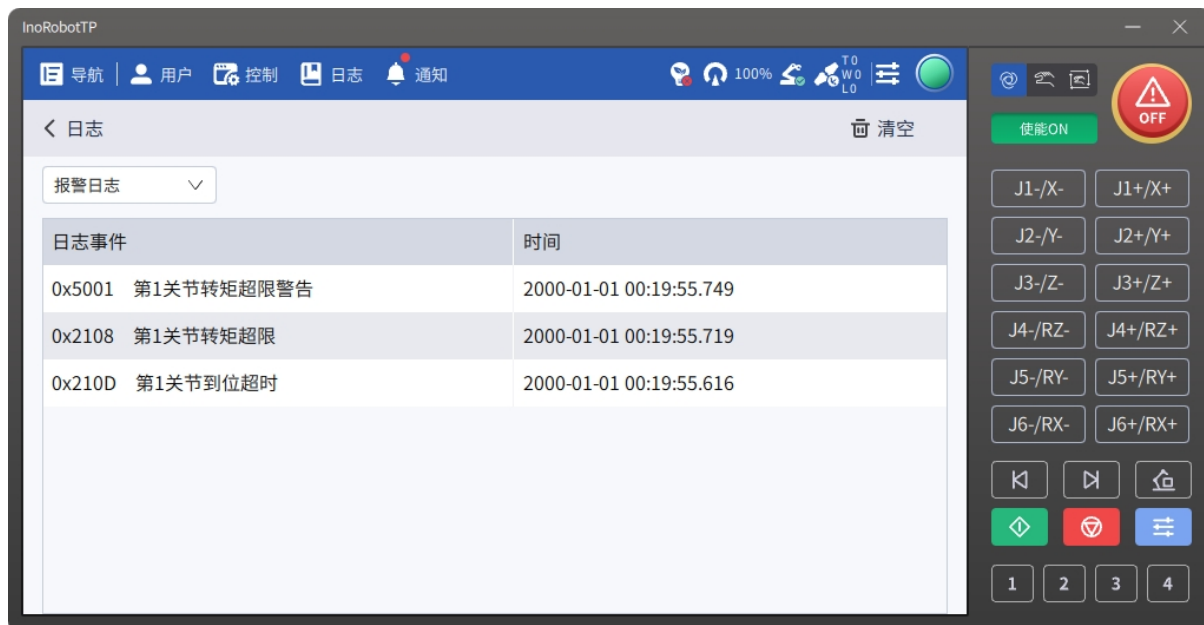 InoRobotTP
导航 用户 控制 日志 通知 100% T0 W0 L0
日志 清空
报警日志
日志事件 时间
0x5001 第1关节转矩超限警告 2000-01-01 00:19:55.749
0x2108 第1关节转矩超限 2000-01-01 00:19:55.719
0x210D 第1关节到位超时 2000-01-01 00:19:55.616
OFF
使能ON
J1-/X- J1+/X+
J2-/Y- J2+/Y+
J3-/Z- J3+/Z+
J4-/RZ- J4+/RZ+
J5-/RY- J5+/RY+
J6-/RX- J6+/RX+
1 2 3 4